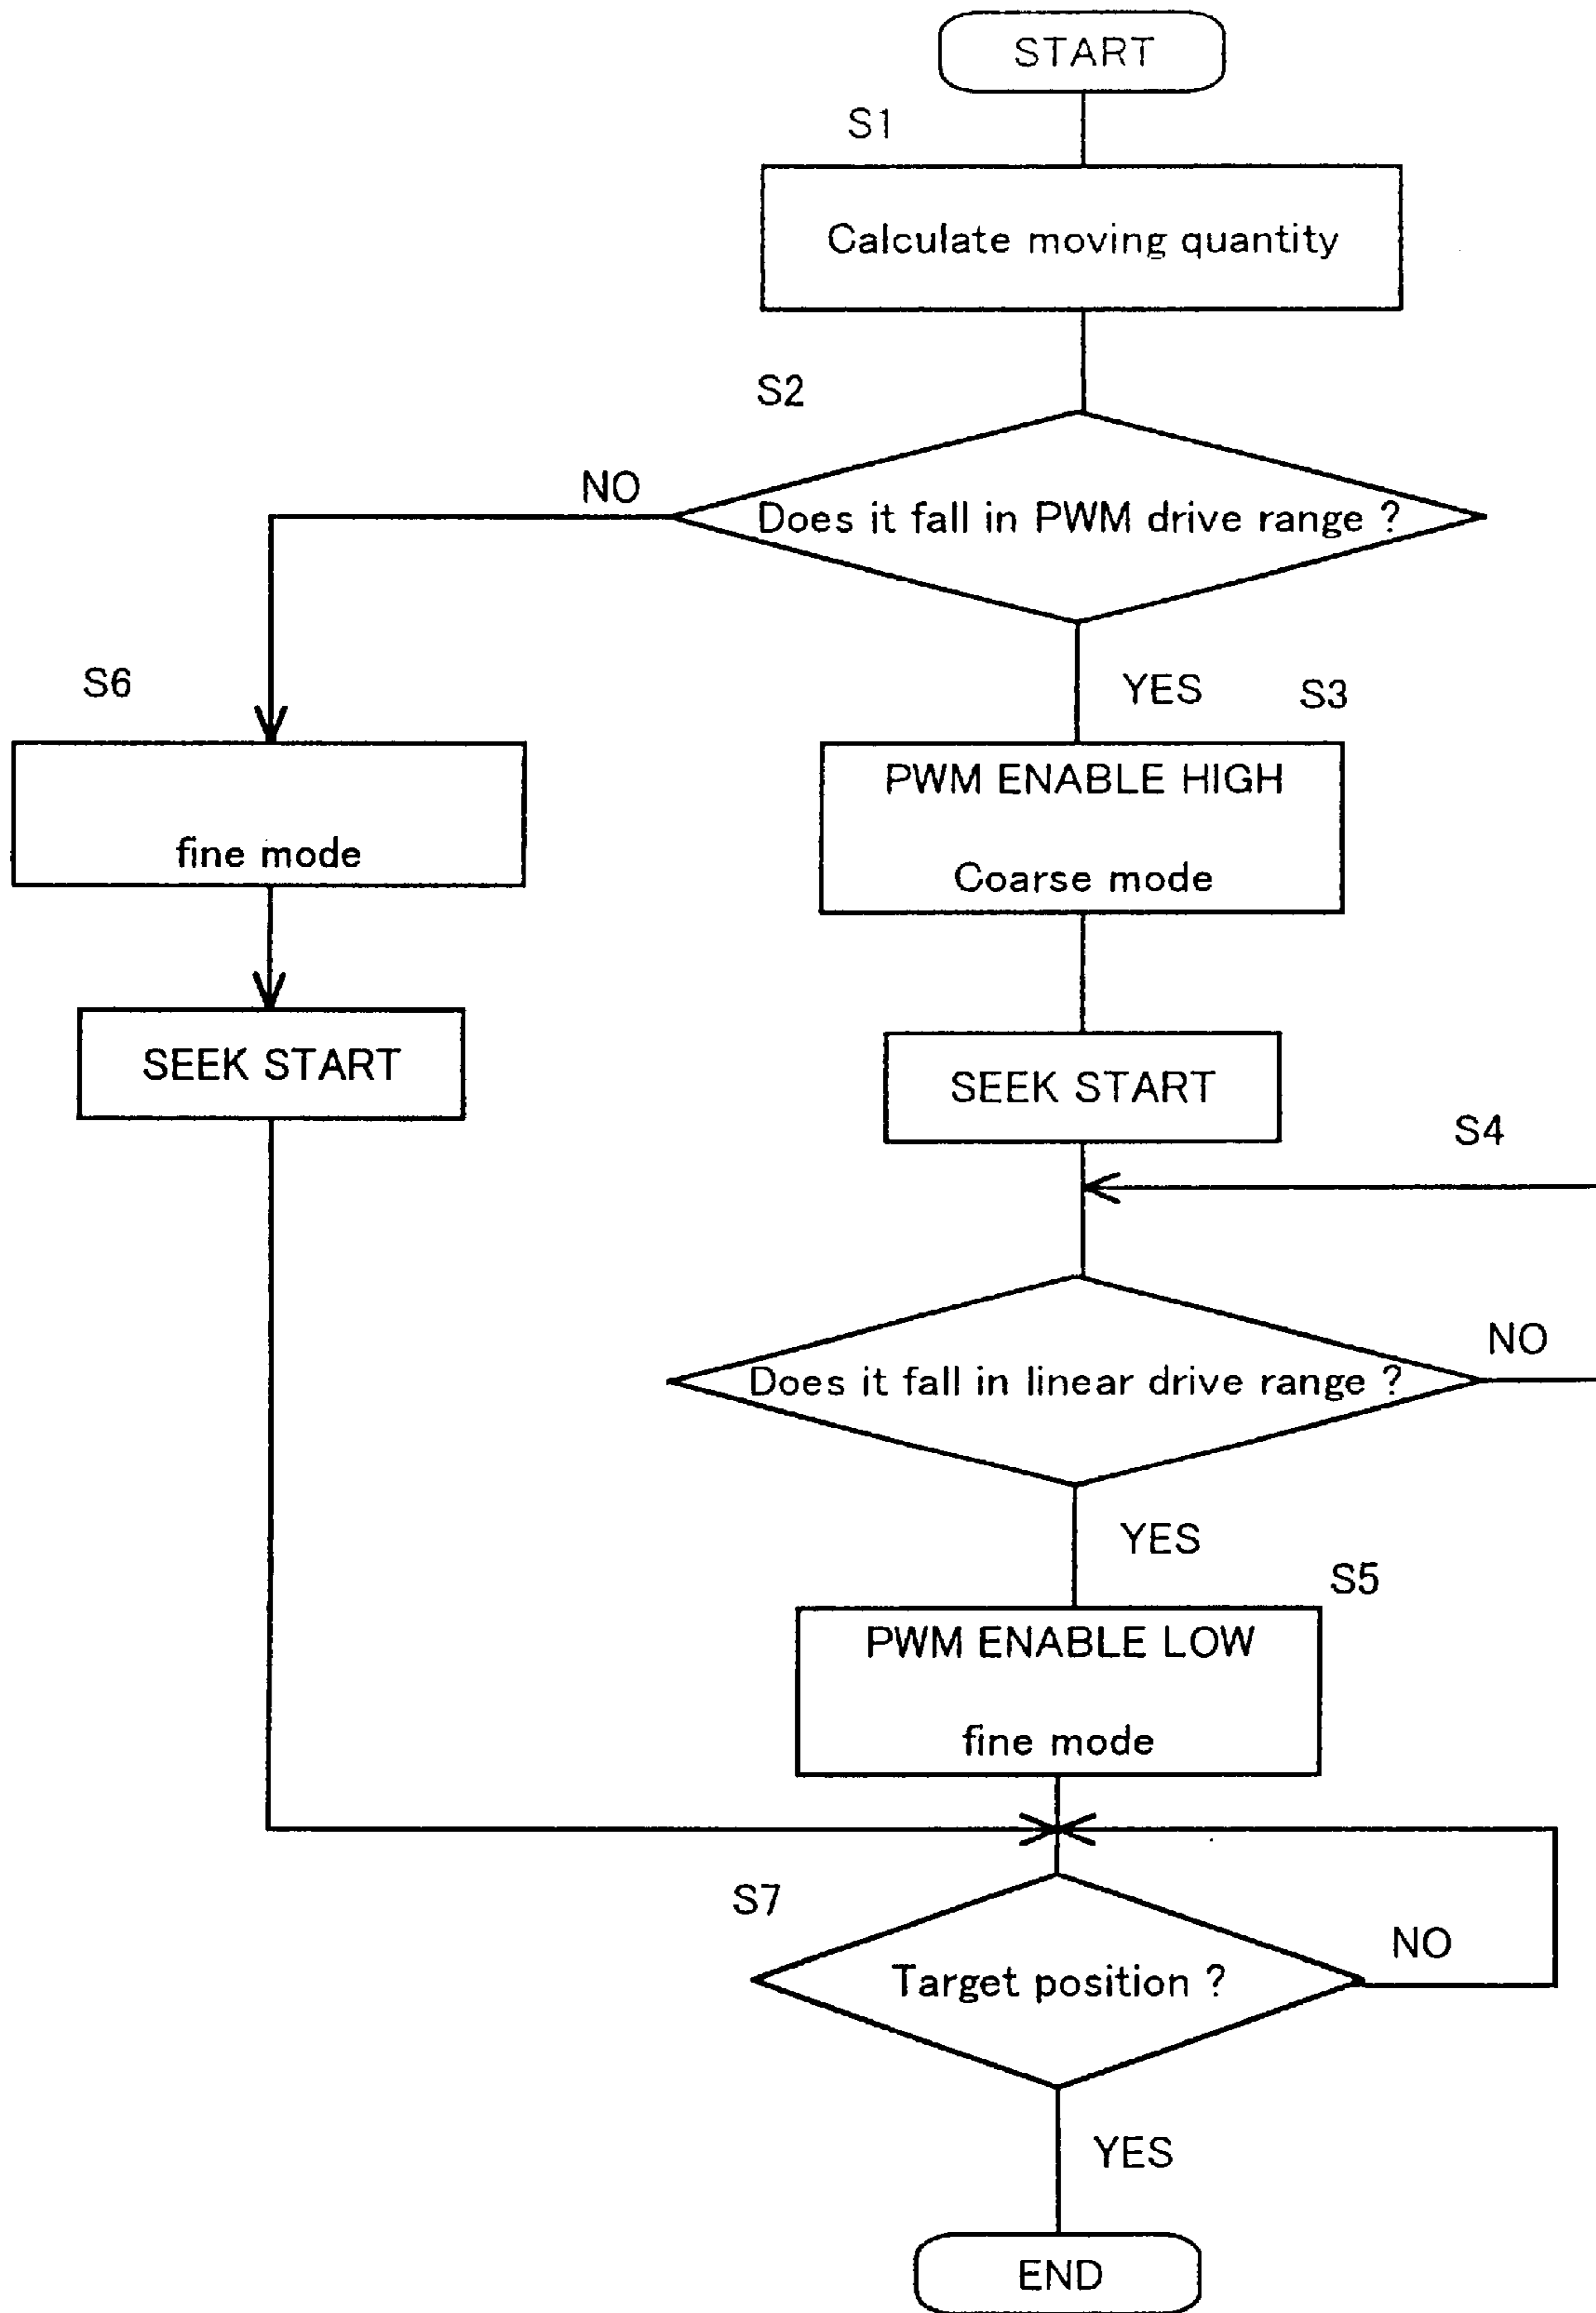 START
S1
Calculate moving quantity
S2
NO
Does it fall in PWM drive range ?
YES
S3
S6
PWM ENABLE HIGH
Coarse mode
fine mode
SEEK START
SEEK START
S4
NO
Does it fall in linear drive range ?
YES
S5
PWM ENABLE LOW
fine mode
S7
NO
Target position ?
YES
END